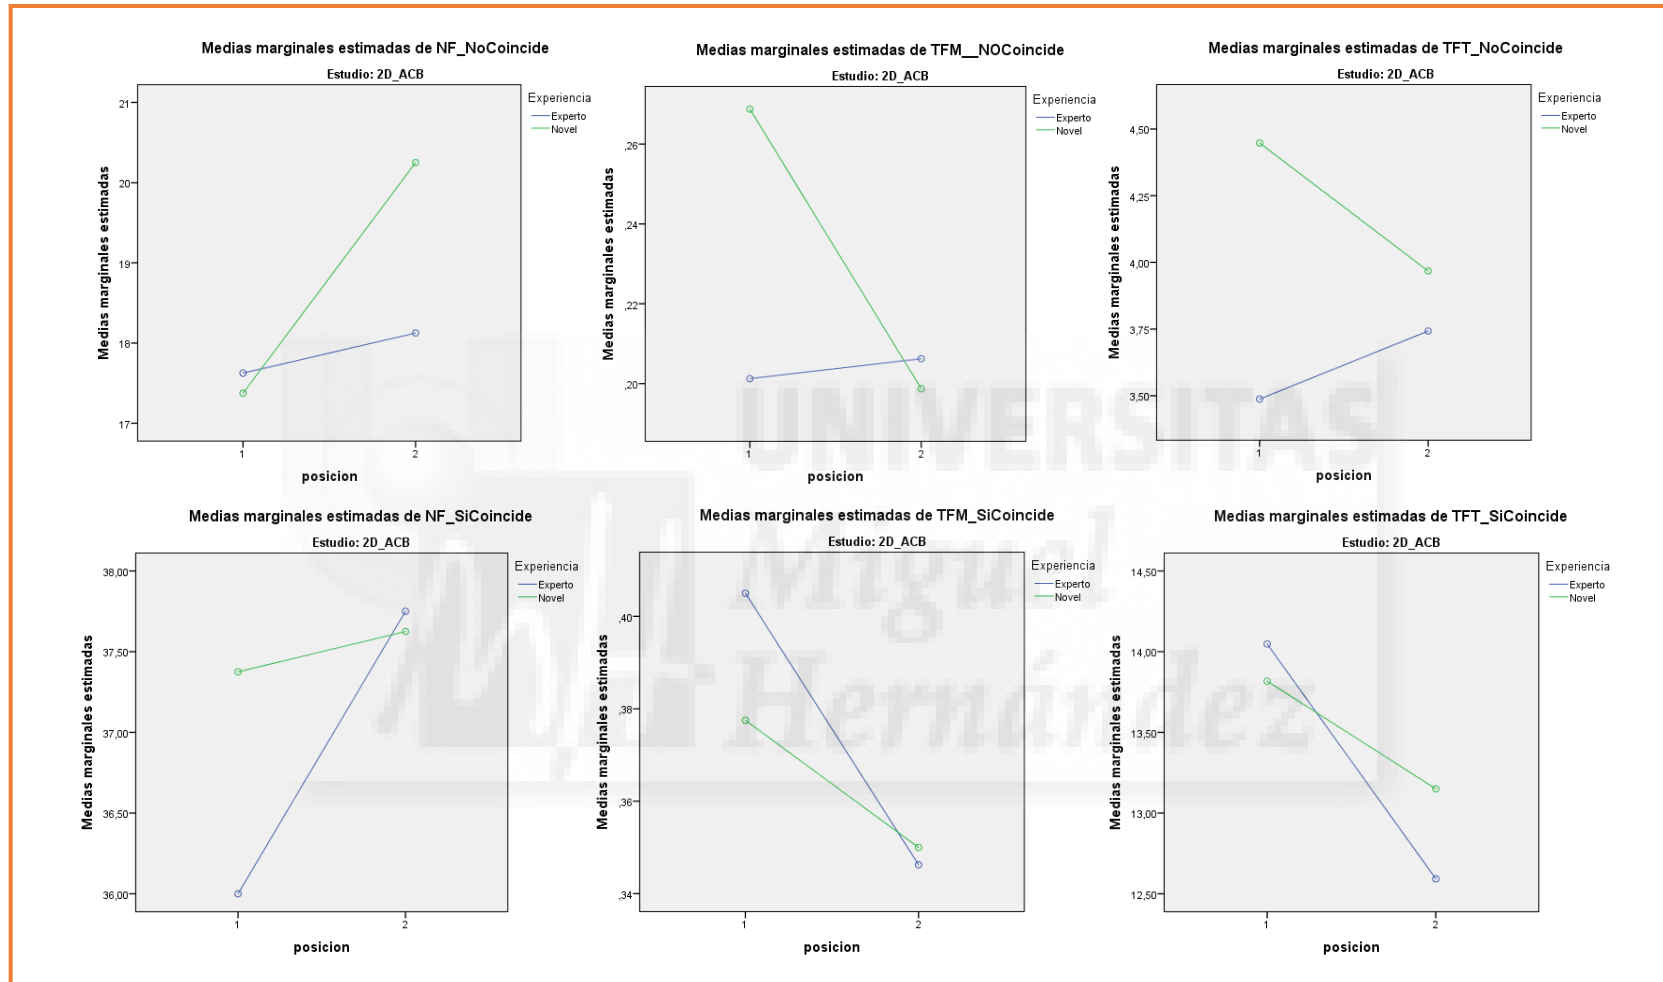 Medias marginales estimadas de NF_NoCoincide
Estudio: 2D_ACB
Experiencia
Experto
Novel
21
20
19
18
17
Medias marginales estimadas
1
2
posicion
Medias marginales estimadas de TFM__NOCoincide
Estudio: 2D_ACB
Experiencia
Experto
Novel
,26
,24
,22
,20
Medias marginales estimadas
1
2
posicion
Medias marginales estimadas de TFT_NoCoincide
Estudio: 2D_ACB
Experiencia
Experto
Novel
4,50
4,25
4,00
3,75
3,50
Medias marginales estimadas
1
2
posicion
UNIVERSITAS
Miguel
Hernández
Medias marginales estimadas de NF_SiCoincide
Estudio: 2D_ACB
Experiencia
Experto
Novel
38,00
37,50
37,00
36,50
36,00
Medias marginales estimadas
1
2
posicion
Medias marginales estimadas de TFM_SiCoincide
Estudio: 2D_ACB
Experiencia
Experto
Novel
,40
,38
,36
,34
Medias marginales estimadas
1
2
posicion
Medias marginales estimadas de TFT_SiCoincide
Estudio: 2D_ACB
Experiencia
Experto
Novel
14,50
14,00
13,50
13,00
12,50
Medias marginales estimadas
1
2
posicion